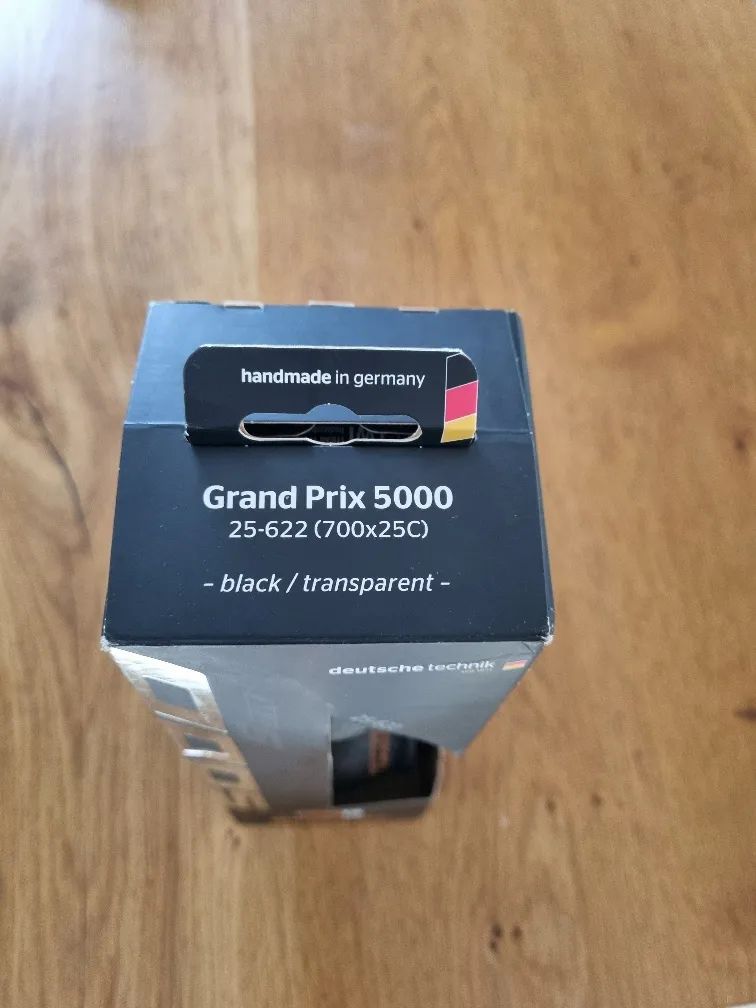 handmade in germany
Grand Prix 5000
25-622 (700x25C)
– black / transparent –
deutsche technik